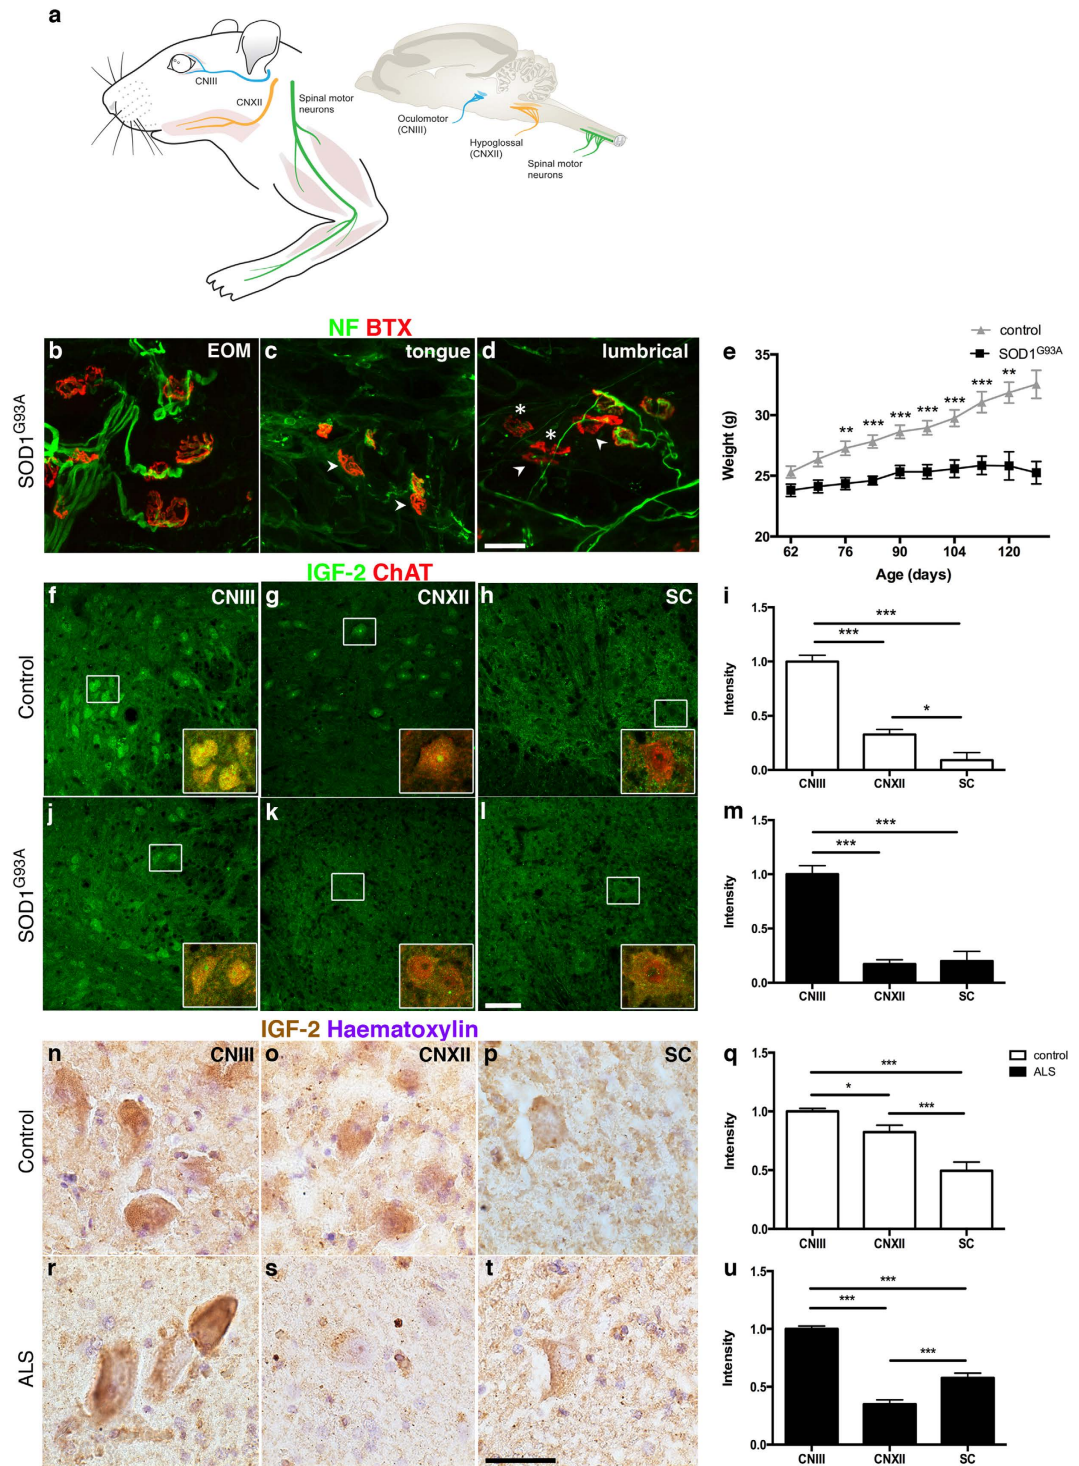 a
CNIII
CNXII
Spinal motor
neurons
Oculomotor
(CNIII)
Hypoglossal
(CNXII)
Spinal motor
neurons
NF BTX
SOD1G93A
b
EOM
c
tongue
d
lumbrical
*
*
e
control
SOD1G93A
Weight (g)
35
30
25
20
** *** *** *** *** *** **
62 76 90 104 120
Age (days)
IGF-2 ChAT
Control
f
CNIII
g
CNXII
h
SC
i
Intensity
1.5
1.0
0.5
0.0
***
***
*
CNIII CNXII SC
SOD1G93A
j
k
l
m
Intensity
1.5
1.0
0.5
0.0
***
***
CNIII CNXII SC
IGF-2 Haematoxylin
Control
n
CNIII
o
CNXII
p
SC
q
control
ALS
Intensity
1.5
1.0
0.5
0.0
***
*
***
CNIII CNXII SC
ALS
r
s
t
u
Intensity
1.5
1.0
0.5
0.0
***
***
***
CNIII CNXII SC